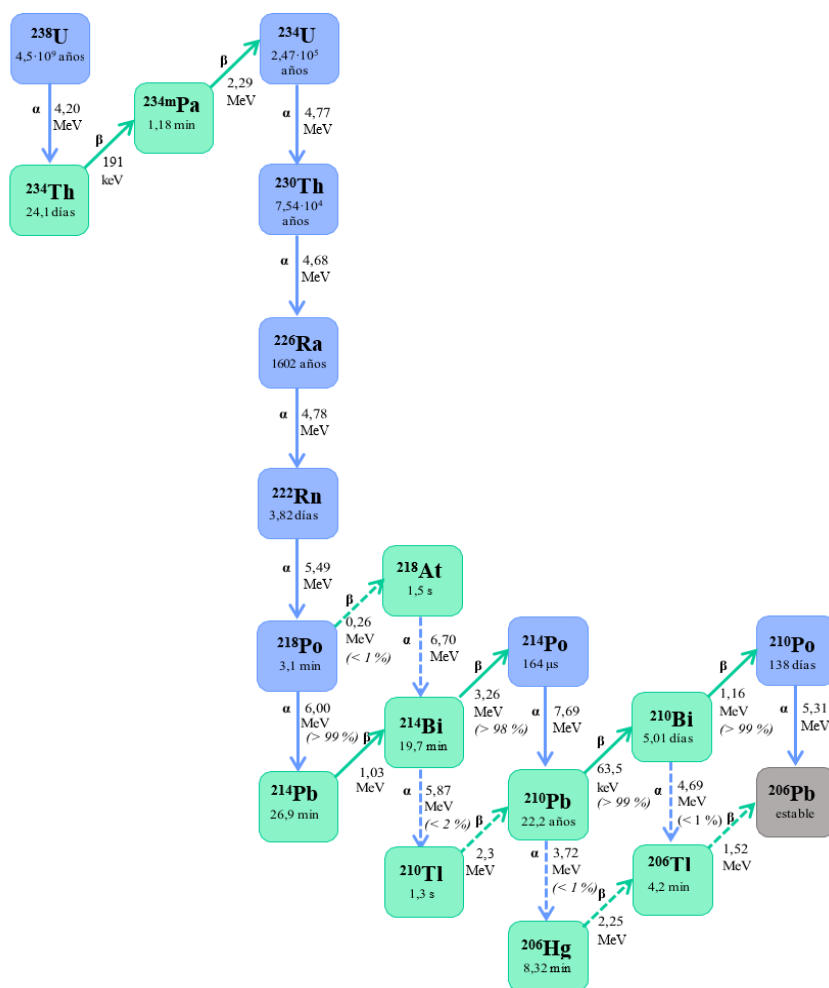 ²³⁸U
4,5·10⁹ años
α
4,20
MeV
²³⁴Th
24,1 días
β
191
keV
²³⁴ᵐPa
1,18 min
β
2,29
MeV
²³⁴U
2,47·10⁵
años
α
4,77
MeV
²³⁰Th
7,54·10⁴
años
α
4,68
MeV
²²⁶Ra
1602 años
α
4,78
MeV
²²²Rn
3,82 días
α
5,49
MeV
²¹⁸Po
3,1 min
β
0,26
MeV
(< 1 %)
²¹⁸At
1,5 s
α
6,70
MeV
α
6,00
MeV
(> 99 %)
²¹⁴Pb
26,9 min
β
1,03
MeV
²¹⁴Bi
19,7 min
β
3,26
MeV
(> 98 %)
²¹⁴Po
164 µs
α
7,69
MeV
α
5,87
MeV
(< 2 %)
²¹⁰Tl
1,3 s
β
2,3
MeV
²¹⁰Pb
22,2 años
β
63,5
keV
(> 99 %)
²¹⁰Bi
5,01 días
β
1,16
MeV
(> 99 %)
²¹⁰Po
138 días
α
5,31
MeV
α
3,72
MeV
(< 1 %)
²⁰⁶Hg
8,32 min
β
2,25
MeV
α
4,69
MeV
(< 1 %)
²⁰⁶Tl
4,2 min
β
1,52
MeV
²⁰⁶Pb
estable